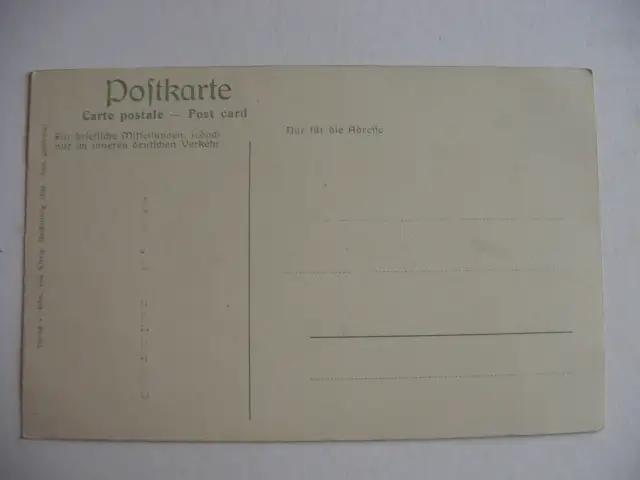 Postkarte
Carte postale — Post card
Für briefliche Mitteilungen, jedoch
nur im inneren deutschen Verkehr
Nur für die Adresse